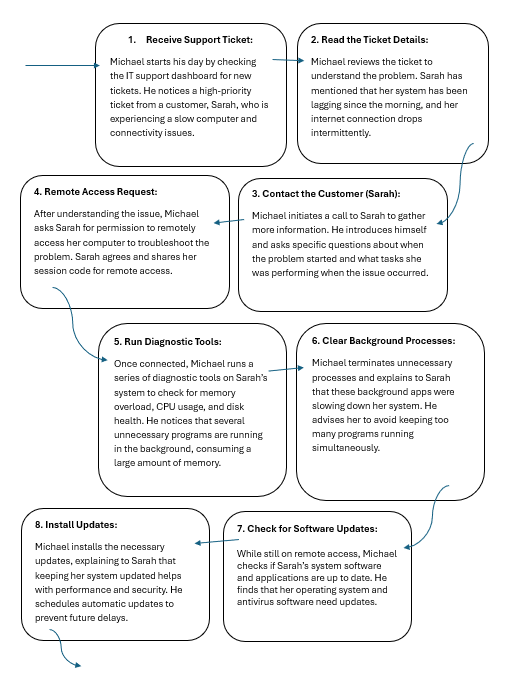 1. Receive Support Ticket:
Michael starts his day by checking
the IT support dashboard for new
tickets. He notices a high-priority
ticket from a customer, Sarah, who is
experiencing a slow computer and
connectivity issues.
2. Read the Ticket Details:
Michael reviews the ticket to
understand the problem. Sarah has
mentioned that her system has been
lagging since the morning, and her
internet connection drops
intermittently.
3. Contact the Customer (Sarah):
Michael initiates a call to Sarah to gather
more information. He introduces himself
and asks specific questions about when
the problem started and what tasks she
was performing when the issue occurred.
4. Remote Access Request:
After understanding the issue, Michael
asks Sarah for permission to remotely
access her computer to troubleshoot the
problem. Sarah agrees and shares her
session code for remote access.
5. Run Diagnostic Tools:
Once connected, Michael runs a
series of diagnostic tools on Sarah's
system to check for memory
overload, CPU usage, and disk
health. He notices that several
unnecessary programs are running
in the background, consuming a
large amount of memory.
6. Clear Background Processes:
Michael terminates unnecessary
processes and explains to Sarah
that these background apps were
slowing down her system. He
advises her to avoid keeping too
many programs running
simultaneously.
7. Check for Software Updates:
While still on remote access, Michael
checks if Sarah's system software
and applications are up to date. He
finds that her operating system and
antivirus software need updates.
8. Install Updates:
Michael installs the necessary
updates, explaining to Sarah that
keeping her system updated helps
with performance and security. He
schedules automatic updates to
prevent future delays.